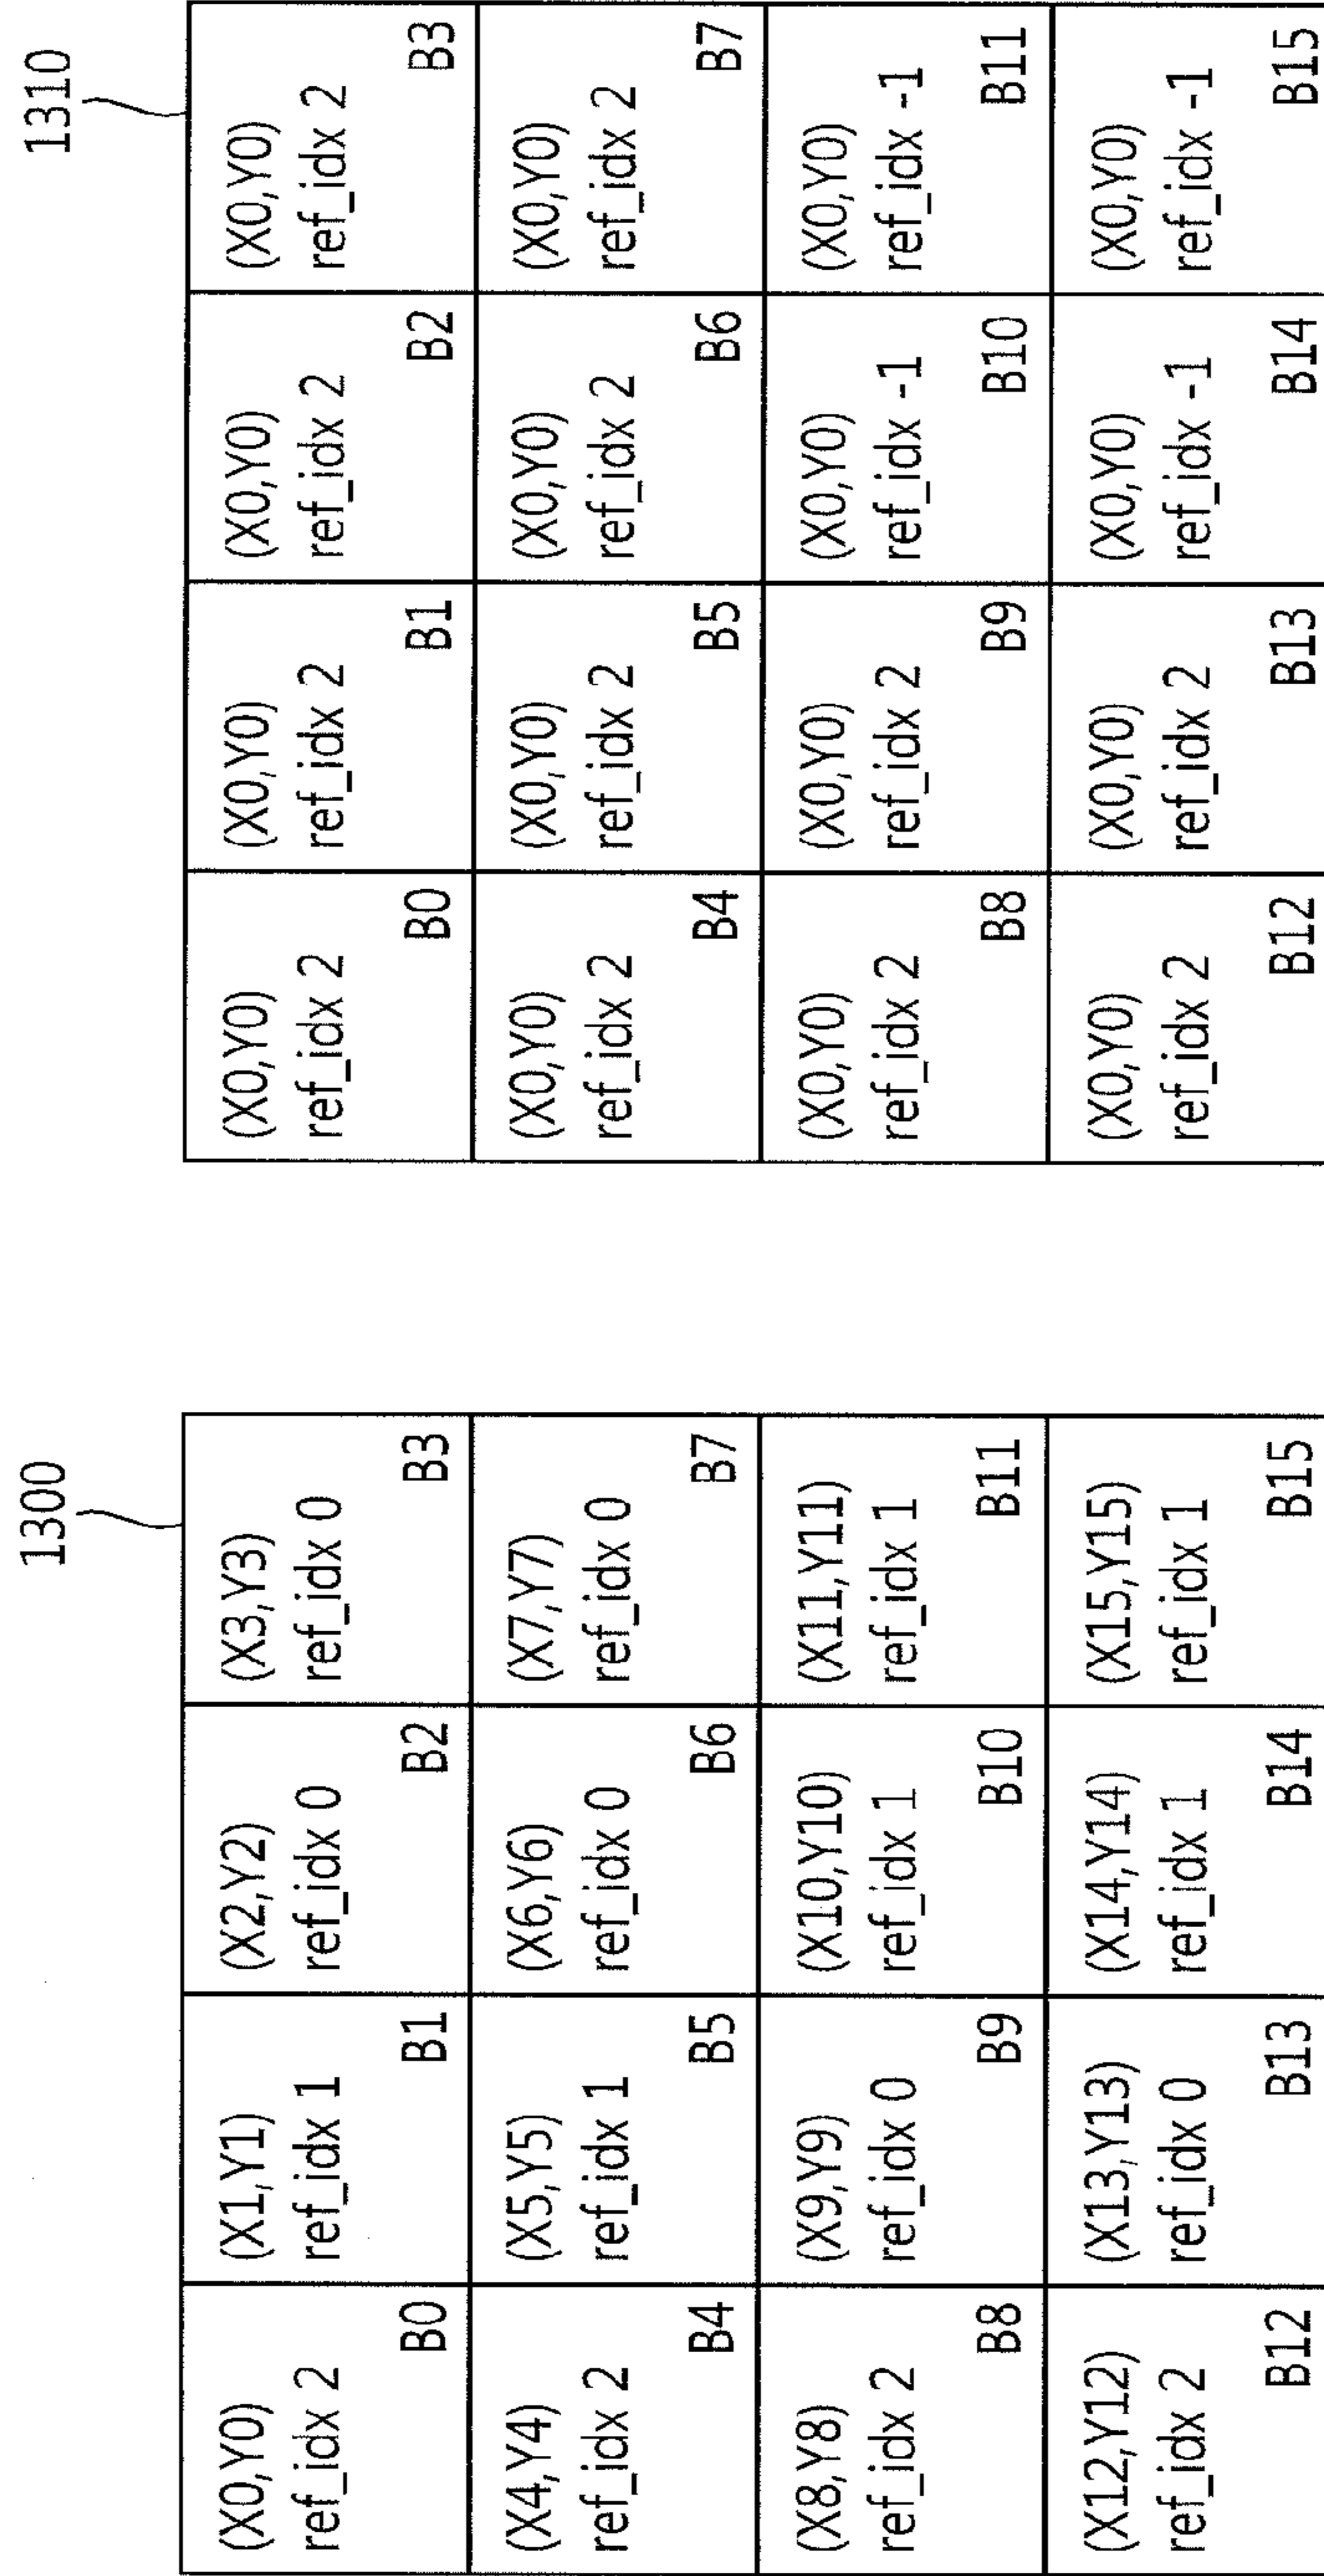 1300
(X0,Y0)
ref_idx 2
B0
(X1,Y1)
ref_idx 1
B1
(X2,Y2)
ref_idx 0
B2
(X3,Y3)
ref_idx 0
B3
(X4,Y4)
ref_idx 2
B4
(X5,Y5)
ref_idx 1
B5
(X6,Y6)
ref_idx 0
B6
(X7,Y7)
ref_idx 0
B7
(X8,Y8)
ref_idx 2
B8
(X9,Y9)
ref_idx 0
B9
(X10,Y10)
ref_idx 1
B10
(X11,Y11)
ref_idx 1
B11
(X12,Y12)
ref_idx 2
B12
(X13,Y13)
ref_idx 0
B13
(X14,Y14)
ref_idx 1
B14
(X15,Y15)
ref_idx 1
B15
1310
(X0,Y0)
ref_idx 2
B0
(X0,Y0)
ref_idx 2
B1
(X0,Y0)
ref_idx 2
B2
(X0,Y0)
ref_idx 2
B3
(X0,Y0)
ref_idx 2
B4
(X0,Y0)
ref_idx 2
B5
(X0,Y0)
ref_idx 2
B6
(X0,Y0)
ref_idx 2
B7
(X0,Y0)
ref_idx 2
B8
(X0,Y0)
ref_idx 2
B9
(X0,Y0)
ref_idx -1
B10
(X0,Y0)
ref_idx -1
B11
(X0,Y0)
ref_idx 2
B12
(X0,Y0)
ref_idx 2
B13
(X0,Y0)
ref_idx -1
B14
(X0,Y0)
ref_idx -1
B15